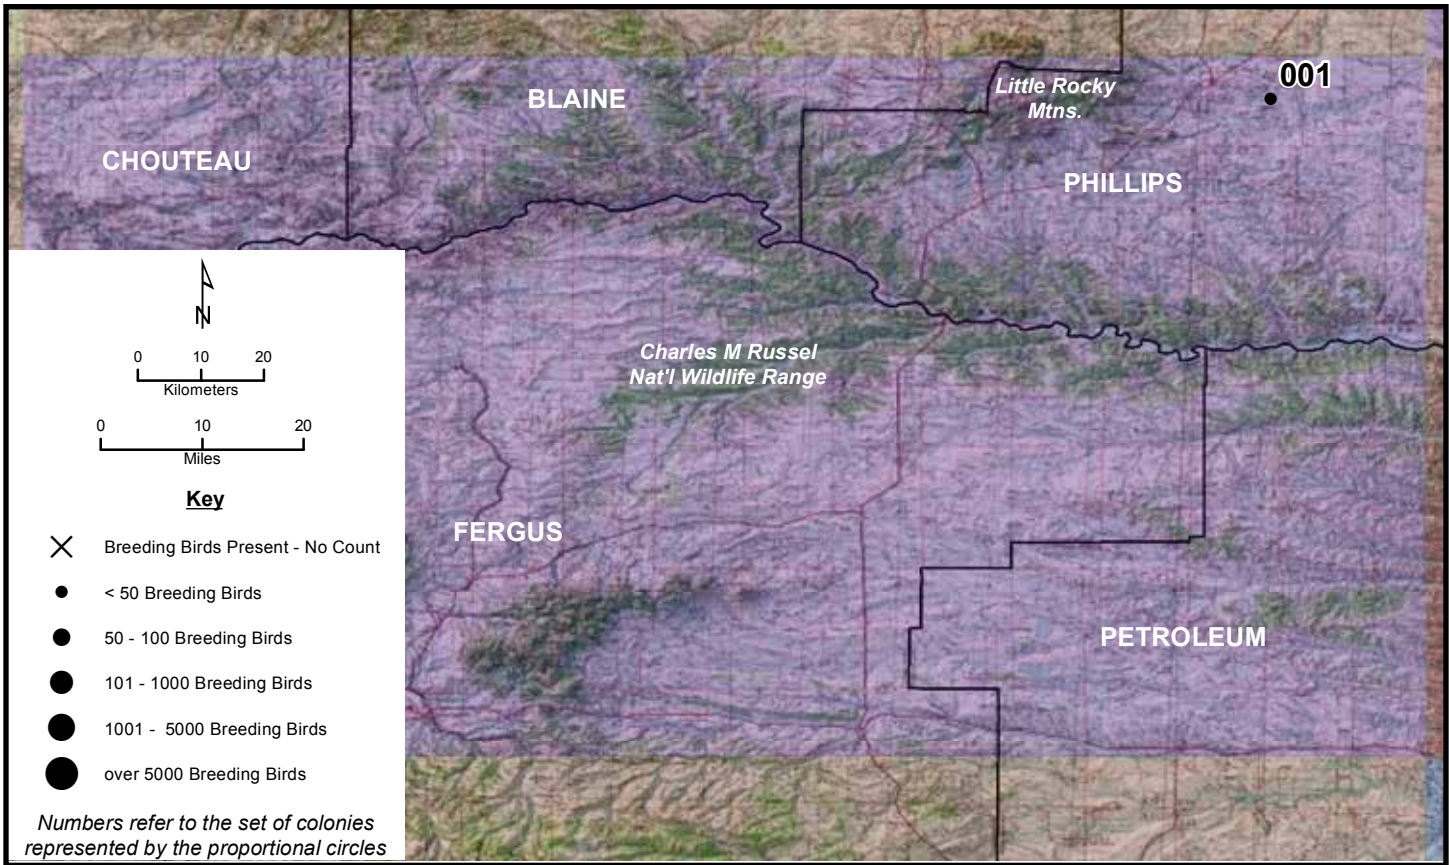 001
Little Rocky
Mtns.
BLAINE
CHOUTEAU
PHILLIPS
N
0 10 20
Kilometers
0 10 20
Miles
Charles M Russel
Nat'l Wildlife Range
Key
Breeding Birds Present - No Count
< 50 Breeding Birds
50 - 100 Breeding Birds
101 - 1000 Breeding Birds
1001 - 5000 Breeding Birds
over 5000 Breeding Birds
Numbers refer to the set of colonies
represented by the proportional circles
FERGUS
PETROLEUM